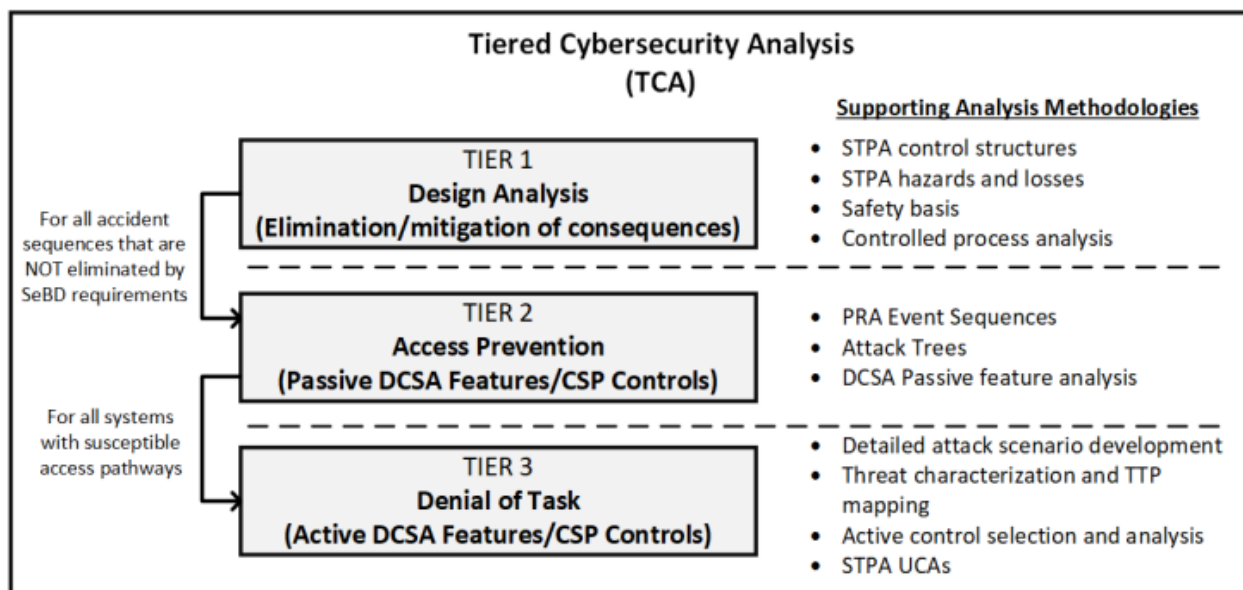 Tiered Cybersecurity Analysis
(TCA)
Supporting Analysis Methodologies
TIER 1
Design Analysis
(Elimination/mitigation of consequences)
• STPA control structures
• STPA hazards and losses
• Safety basis
• Controlled process analysis
For all accident
sequences that are
NOT eliminated by
SeBD requirements
TIER 2
Access Prevention
(Passive DCSA Features/CSP Controls)
• PRA Event Sequences
• Attack Trees
• DCSA Passive feature analysis
For all systems
with susceptible
access pathways
TIER 3
Denial of Task
(Active DCSA Features/CSP Controls)
• Detailed attack scenario development
• Threat characterization and TTP
mapping
• Active control selection and analysis
• STPA UCAs